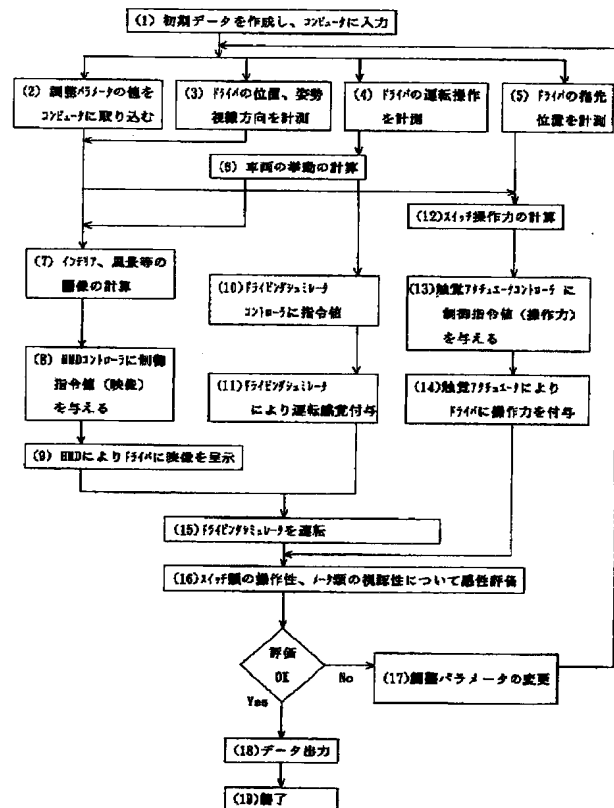 (1) 初期データを作成し、コンピュータに入力
(2) 調整パラメータの値を
コンピュータに取り込む
(3) ドライバの位置、姿勢
視線方向を計測
(4) ドライバの運転操作
を計測
(5) ドライバの指先
位置を計測
(6) 車両の挙動の計算
(12)スイッチ操作力の計算
(7) インテリア、風景等の
画像の計算
(10)ドライビングシュミレータ
コントローラに指令値
(13)触覚アクチュエータコントローラ に
制御指令値(操作力)
を与える
(8) HMDコントローラに制御
指令値(映像)
を与える
(11)ドライビングシュミレータ
により運転感覚付与
(14)触覚アクチュエータにより
ドライバに操作力を付与
(9) HMDによりドライバに映像を呈示
(15)ドライビングシミュレータを運転
(16)スイッチ類の操作性、メータ類の視認性について感性評価
評価
OK
No
(17)調整パラメータの変更
Yes
(18)データ出力
(19)終了